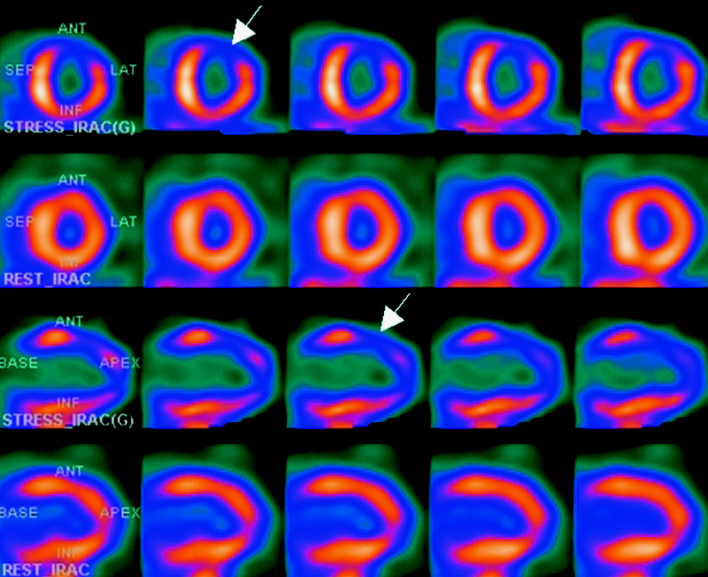 ANT
SEP LAT
INF
STRESS_IRAC(G)
ANT
SEP LAT
INF
REST_IRAC
ANT
BASE APEX
INF
STRESS_IRAC(G)
ANT
BASE APEX
INF
REST_IRAC